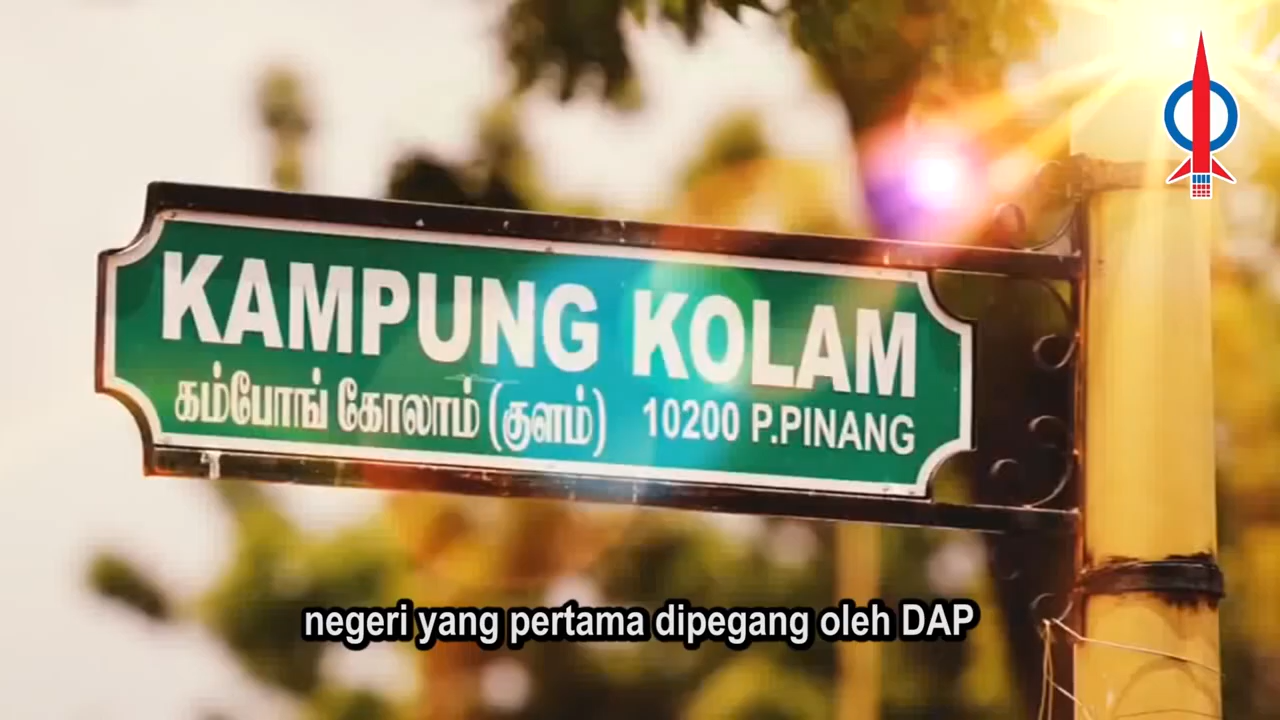 KAMPUNG KOLAM
கம்போங் கோலாம் (குளம்) 10200 P.PINANG
negeri yang pertama dipegang oleh DAP